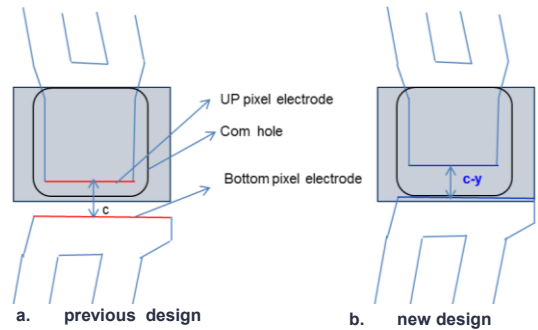 UP pixel electrode
Com hole
Bottom pixel electrode
c
c-y
a. previous design
b. new design